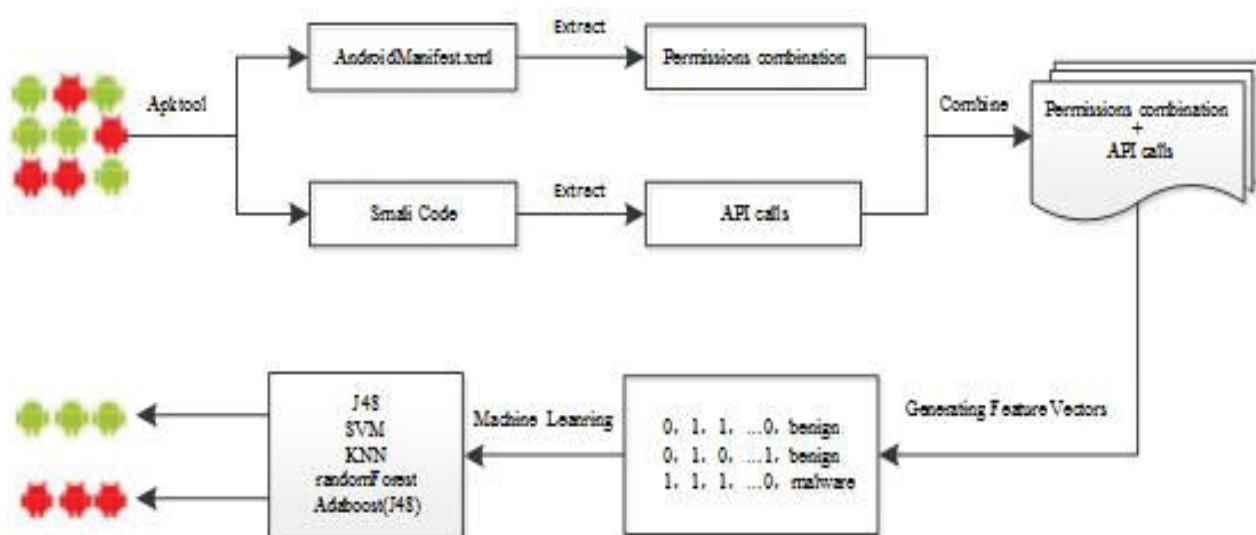 Apktool
AndroidManifest.xml
Extract
Permissions combination
Smali Code
Extract
API calls
Combine
Permissions combination
+
API calls
Generating Feature Vectors
0, 1, 1, ...0, benign
0, 1, 0, ...1, benign
1, 1, 1, ...0, malware
Machine Learning
J48
SVM
KNN
randomForest
Adaboost(J48)